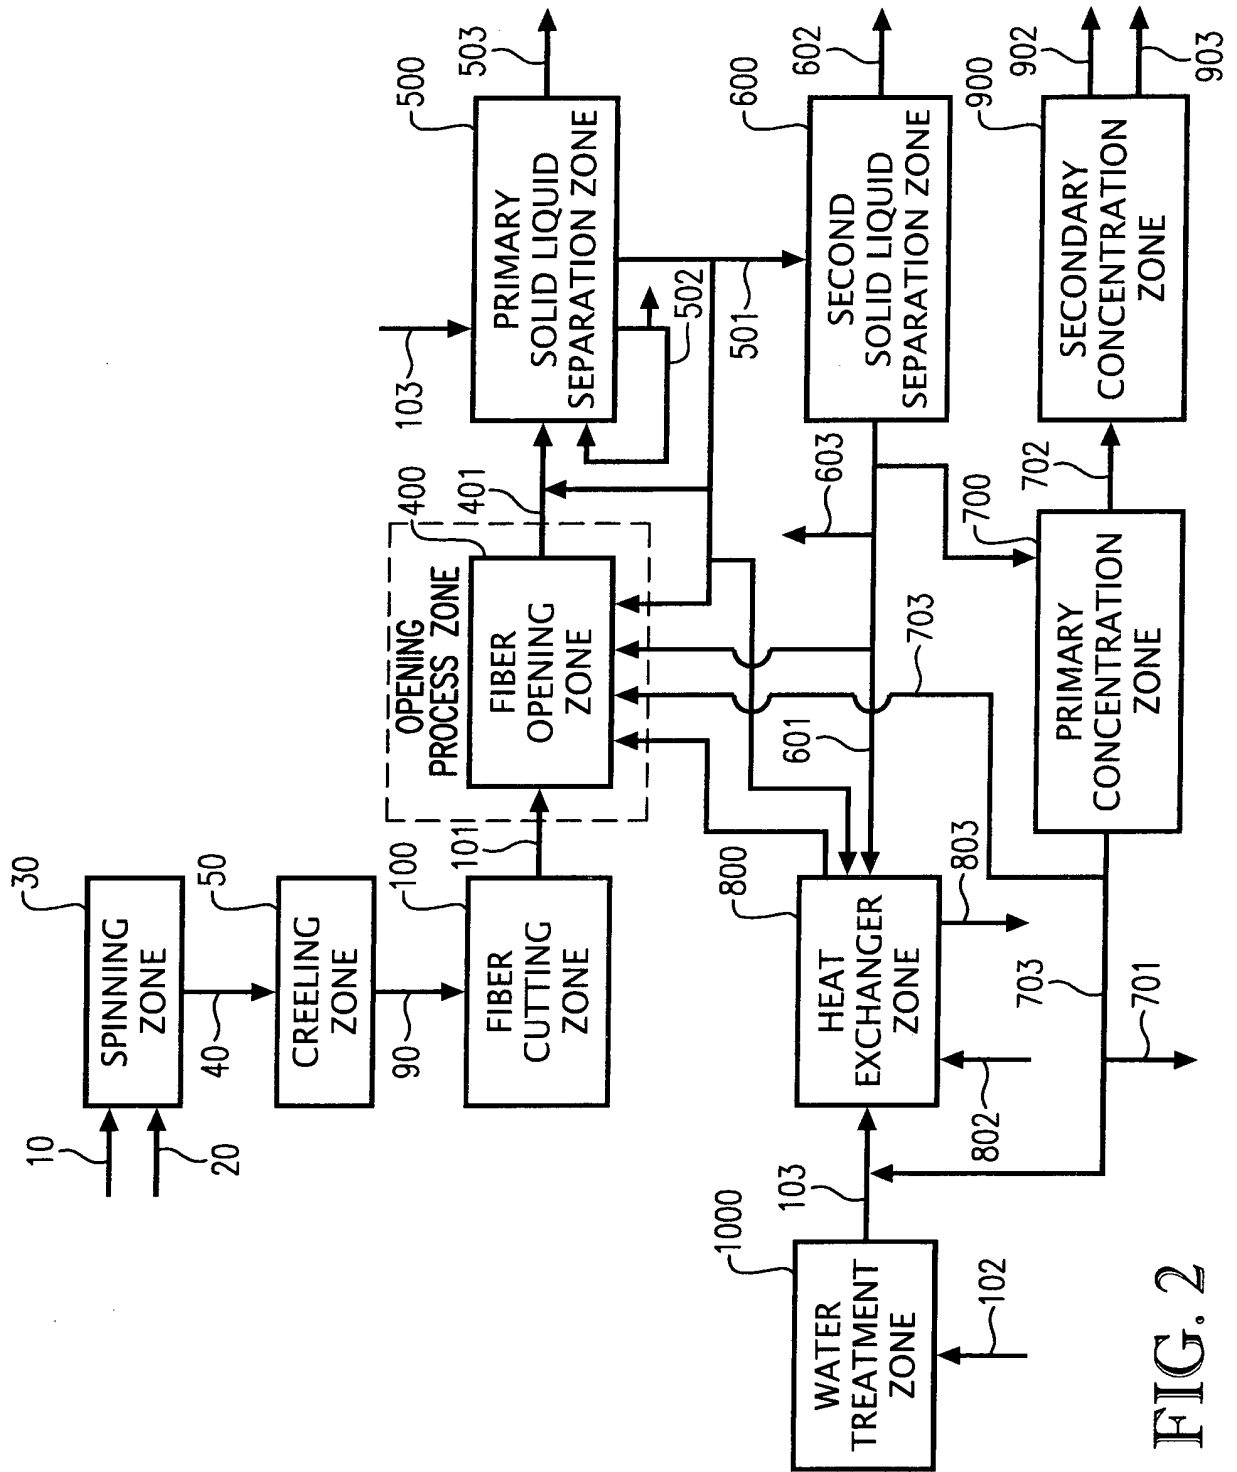 10
20
30
SPINNING
ZONE
40
50
CREELING
ZONE
90
100
FIBER
CUTTING
ZONE
101
OPENING
PROCESS ZONE
400
FIBER
OPENING
ZONE
401
103
500
PRIMARY
SOLID LIQUID
SEPARATION ZONE
503
502
501
600
SECOND
SOLID LIQUID
SEPARATION ZONE
602
603
601
703
1000
WATER
TREATMENT
ZONE
102
103
800
HEAT
EXCHANGER
ZONE
802
803
703
701
700
PRIMARY
CONCENTRATION
ZONE
702
900
SECONDARY
CONCENTRATION
ZONE
902
903
FIG. 2